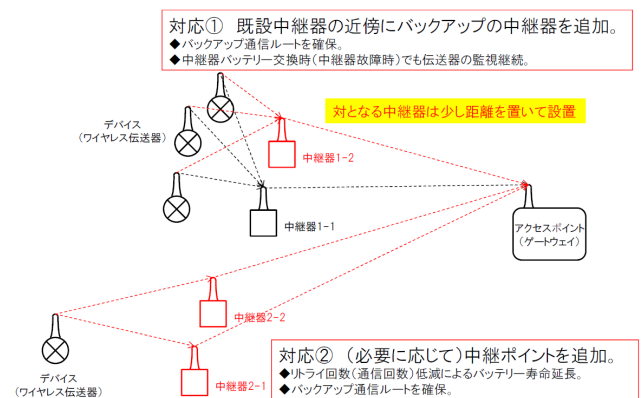 対応① 既設中継器の近傍にバックアップの中継器を追加。
◆バックアップ通信ルートを確保。
◆中継器バッテリー交換時(中継器故障時)でも伝送器の監視継続。
対となる中継器は少し距離を置いて設置
デバイス
(ワイヤレス伝送器)
中継器1-2
中継器1-1
アクセスポイント
(ゲートウェイ)
中継器2-2
デバイス
(ワイヤレス伝送器)
中継器2-1
対応② (必要に応じて)中継ポイントを追加。
◆リトライ回数(通信回数)低減によるバッテリー寿命延長。
◆バックアップ通信ルートを確保。